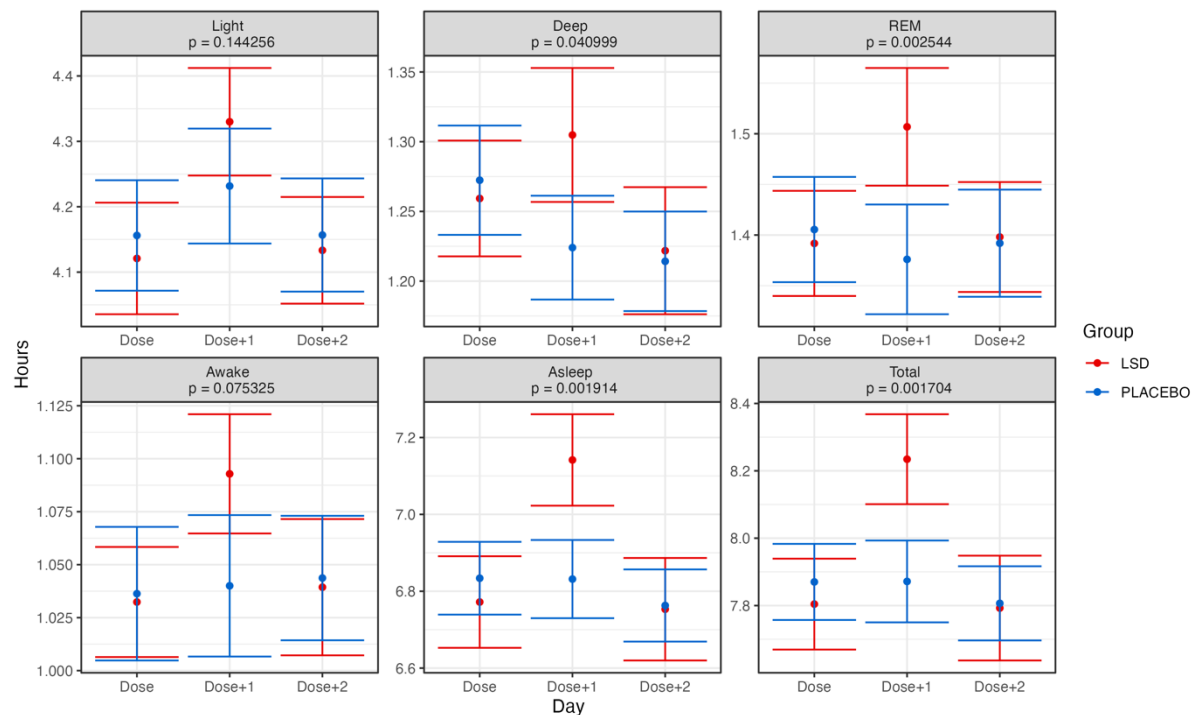 Light
p = 0.144256
Deep
p = 0.040999
REM
p = 0.002544
4.4
4.3
4.2
4.1
1.35
1.30
1.25
1.20
1.5
1.4
Dose
Dose+1
Dose+2
Dose
Dose+1
Dose+2
Dose
Dose+1
Dose+2
Hours
Awake
p = 0.075325
Asleep
p = 0.001914
Total
p = 0.001704
1.125
1.100
1.075
1.050
1.025
1.000
7.2
7.0
6.8
6.6
8.4
8.2
8.0
7.8
Dose
Dose+1
Dose+2
Dose
Dose+1
Dose+2
Dose
Dose+1
Dose+2
Day
Group
LSD
PLACEBO